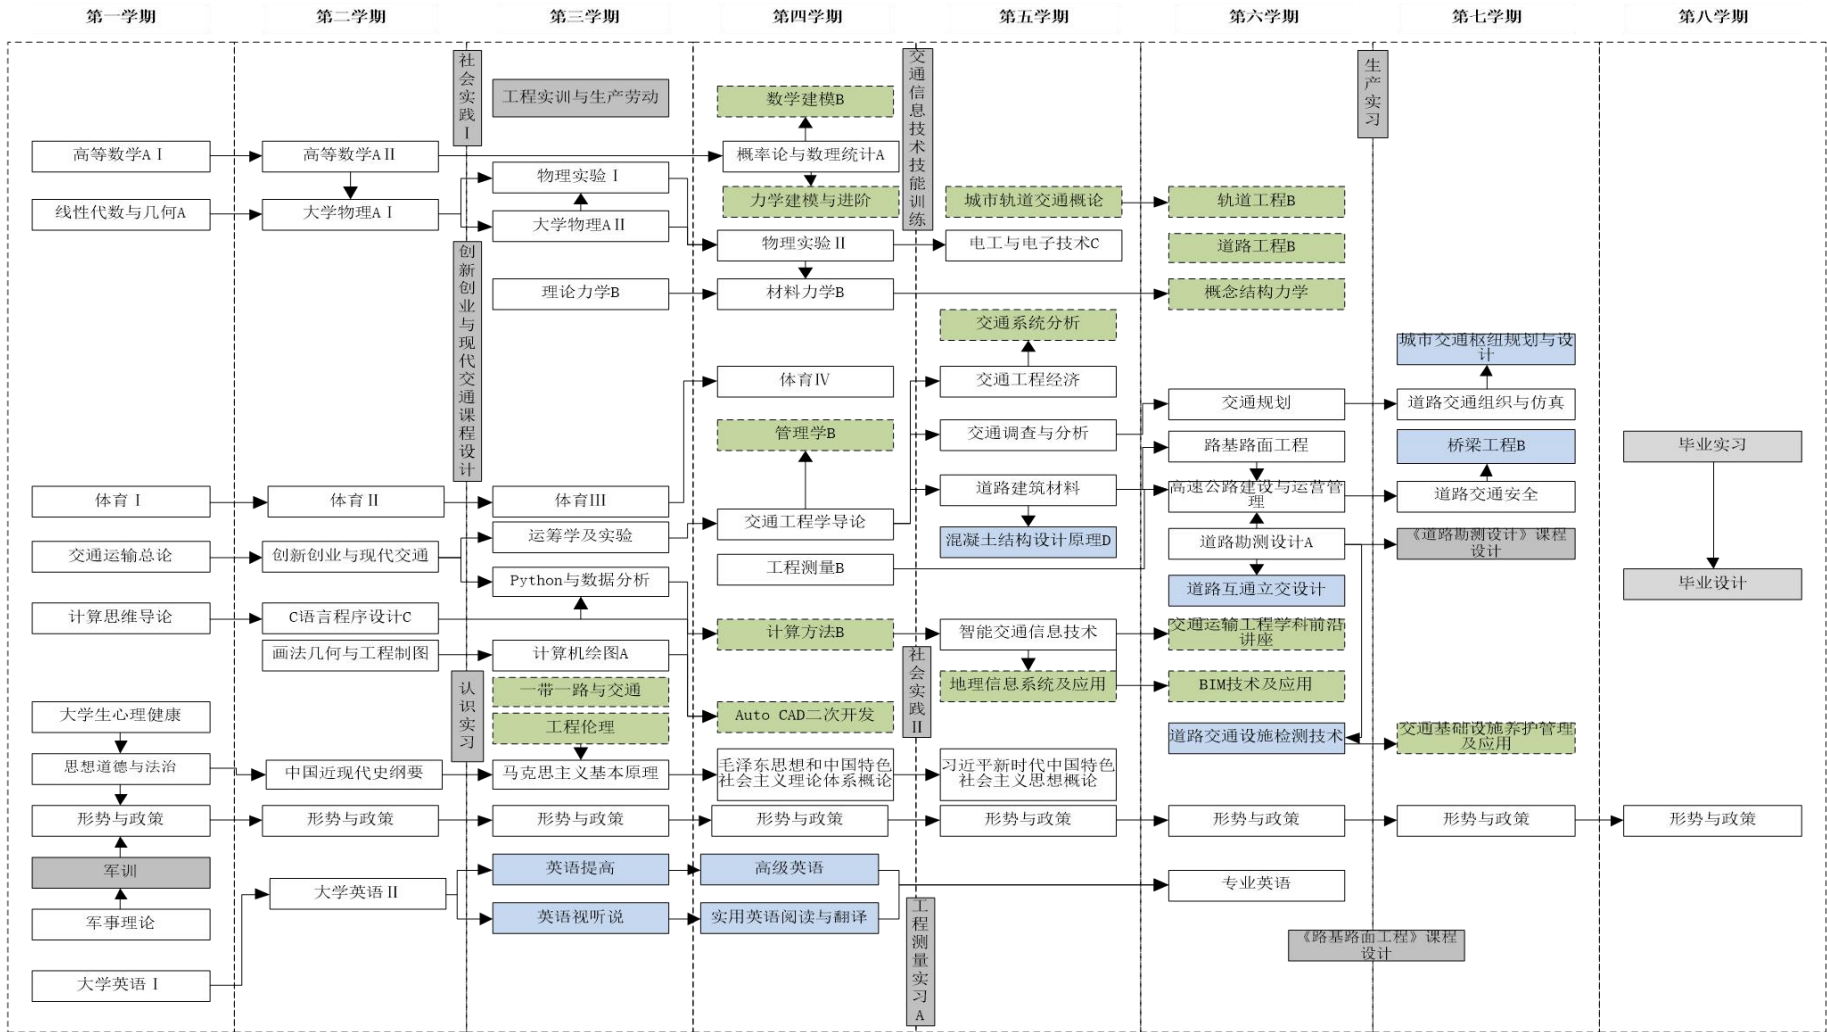 第一学期
第二学期
第三学期
第四学期
第五学期
第六学期
第七学期
第八学期
高等数学AⅠ
线性代数与几何A
体育Ⅰ
交通运输总论
计算思维导论
大学生心理健康
思想道德与法治
形势与政策
军训
军事理论
大学英语Ⅰ
高等数学AⅡ
大学物理AⅠ
体育Ⅱ
创新创业与现代交通
C语言程序设计C
画法几何与工程制图
中国近现代史纲要
形势与政策
大学英语Ⅱ
社会实践Ⅰ
创新创业与现代交通课程设计
认识实习
工程实训与生产劳动
物理实验Ⅰ
大学物理AⅡ
理论力学B
体育Ⅲ
运筹学及实验
Python与数据分析
计算机绘图A
一带一路与交通
工程伦理
马克思主义基本原理
形势与政策
英语提高
英语视听说
数学建模B
概率论与数理统计A
力学建模与进阶
物理实验Ⅱ
材料力学B
体育Ⅳ
管理学B
交通工程学导论
工程测量B
计算方法B
Auto CAD二次开发
毛泽东思想和中国特色
社会主义理论体系概论
形势与政策
高级英语
实用英语阅读与翻译
交通信息技术技能训练
社会实践Ⅱ
工程测量实习A
城市轨道交通概论
电工与电子技术C
交通系统分析
交通工程经济
交通调查与分析
道路建筑材料
混凝土结构设计原理D
智能交通信息技术
地理信息系统及应用
习近平新时代中国特色
社会主义思想概论
形势与政策
轨道工程B
道路工程B
概念结构力学
交通规划
路基路面工程
高速公路建设与运营管
理
道路勘测设计A
道路互通立交设计
交通运输工程学科前沿
讲座
BIM技术及应用
道路交通设施检测技术
形势与政策
专业英语
生产实习
《路基路面工程》课程
设计
城市交通枢纽规划与设
计
道路交通组织与仿真
桥梁工程B
道路交通安全
《道路勘测设计》课程
设计
交通基础设施养护管理
及应用
形势与政策
毕业实习
毕业设计
形势与政策